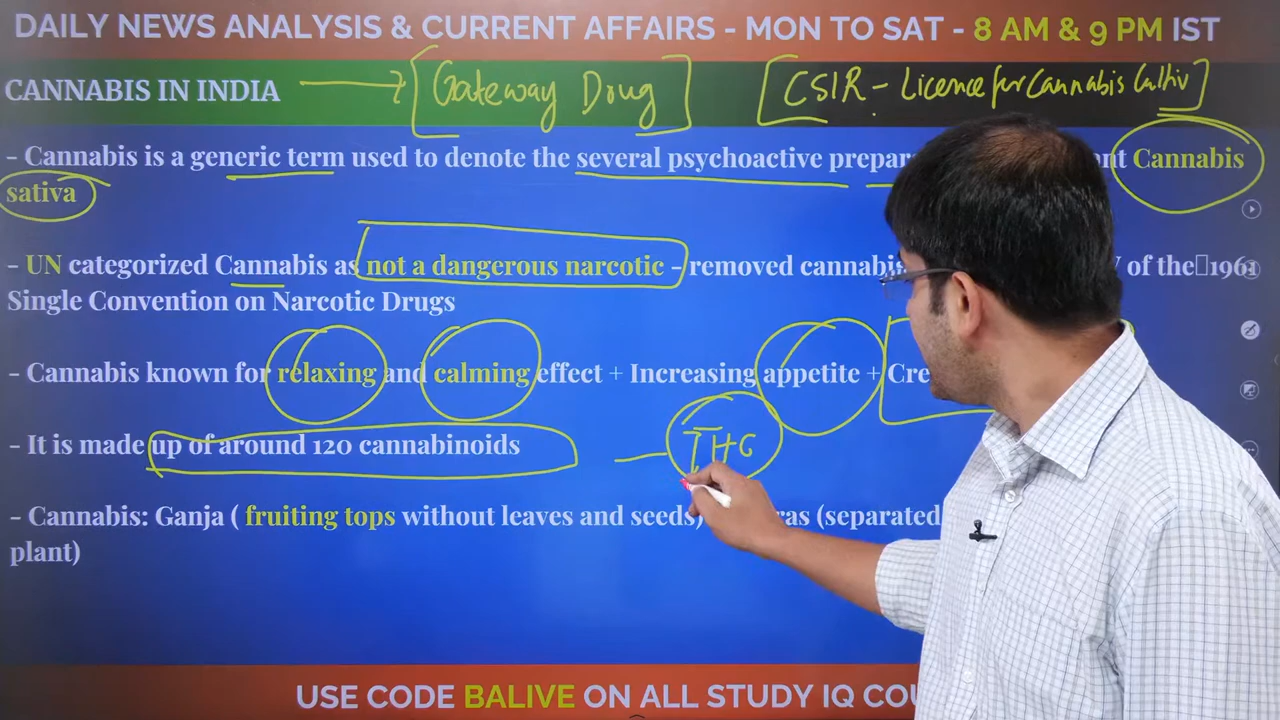 DAILY NEWS ANALYSIS & CURRENT AFFAIRS - MON TO SAT - 8 AM & 9 PM IST
CANNABIS IN INDIA [Gateway Drug] [CSIR - Licence for Cannabis Cultiv]
- Cannabis is a generic term used to denote the several psychoactive Cannabis
sativa
- UN categorized Cannabis as not a dangerous narcotic - removed of the 1961
Single Convention on Narcotic Drugs
- Cannabis known for relaxing and calming effect + Increasing appetite +
- It is made up of around 120 cannabinoids THC
- Cannabis: Ganja ( fruiting tops without leaves and seeds) (separated
plant)
USE CODE BALIVE ON ALL STUDY IQ